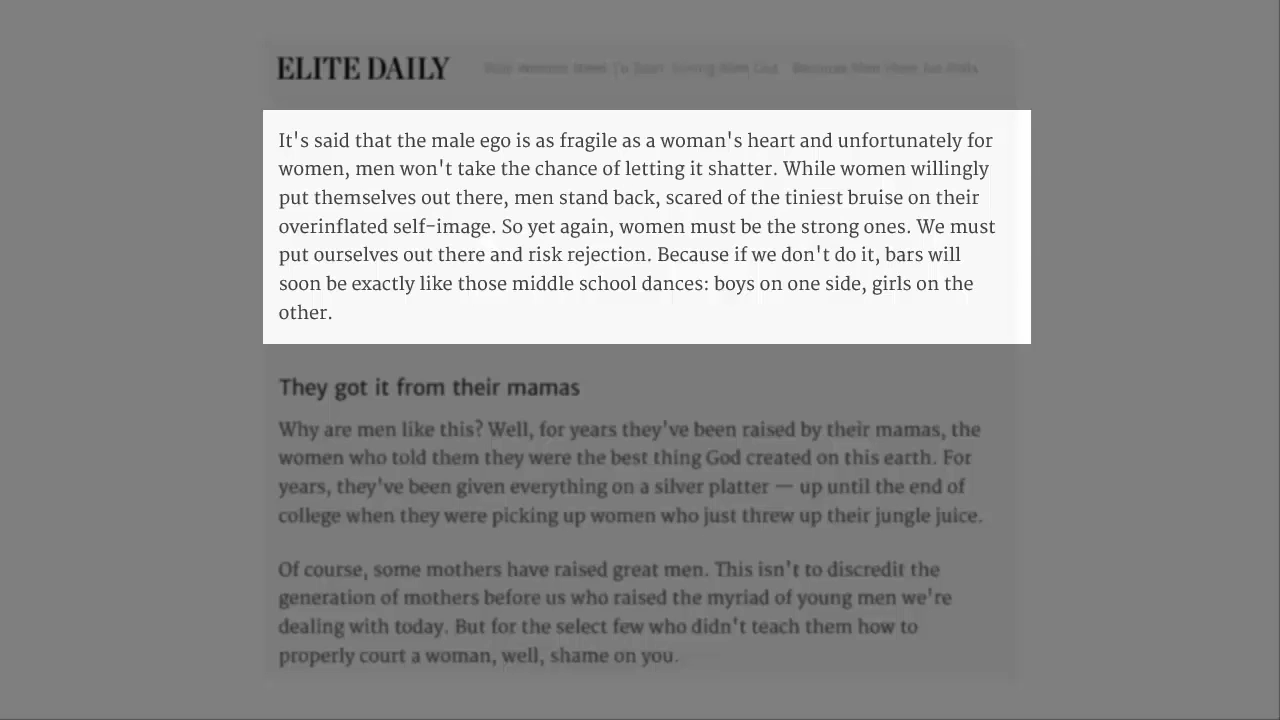 ELITE DAILY
It's said that the male ego is as fragile as a woman's heart and unfortunately for
women, men won't take the chance of letting it shatter. While women willingly
put themselves out there, men stand back, scared of the tiniest bruise on their
overinflated self-image. So yet again, women must be the strong ones. We must
put ourselves out there and risk rejection. Because if we don't do it, bars will
soon be exactly like those middle school dances: boys on one side, girls on the
other.
They got it from their mamas
Why are men like this? Well, for years they've been raised by their mamas, the
women who told them they were the best thing God created on this earth. For
years, they've been given everything on a silver platter — up until the end of
college when they were picking up women who just threw up their jungle juice.
Of course, some mothers have raised great men. This isn't to discredit the
generation of mothers before us who raised the myriad of young men we're
dealing with today. But for the select few who didn't teach them how to
properly court a woman, well, shame on you.